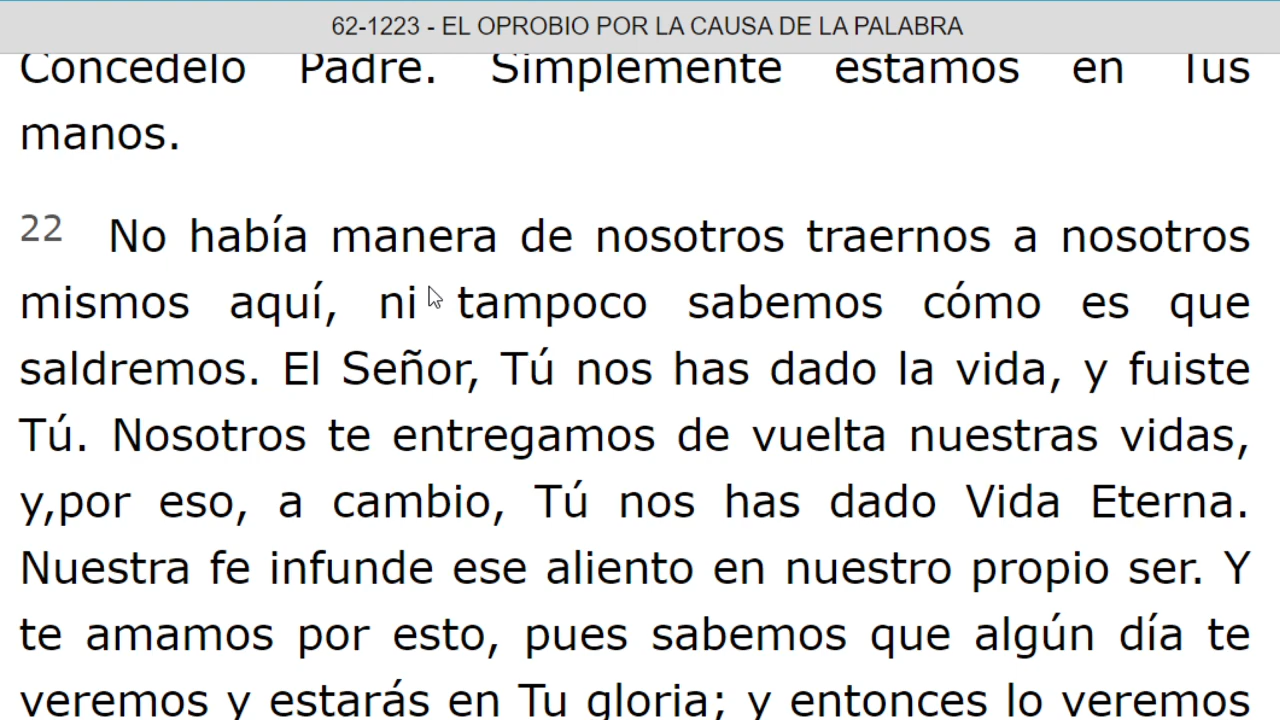 62-1223 - EL OPROBIO POR LA CAUSA DE LA PALABRA
Concédelo Padre. Simplemente estamos en Tus
manos.
22 No había manera de nosotros traernos a nosotros
mismos aquí, ni tampoco sabemos cómo es que
saldremos. El Señor, Tú nos has dado la vida, y fuiste
Tú. Nosotros te entregamos de vuelta nuestras vidas,
y,por eso, a cambio, Tú nos has dado Vida Eterna.
Nuestra fe infunde ese aliento en nuestro propio ser. Y
te amamos por esto, pues sabemos que algún día te
veremos y estarás en Tu gloria; y entonces lo veremos